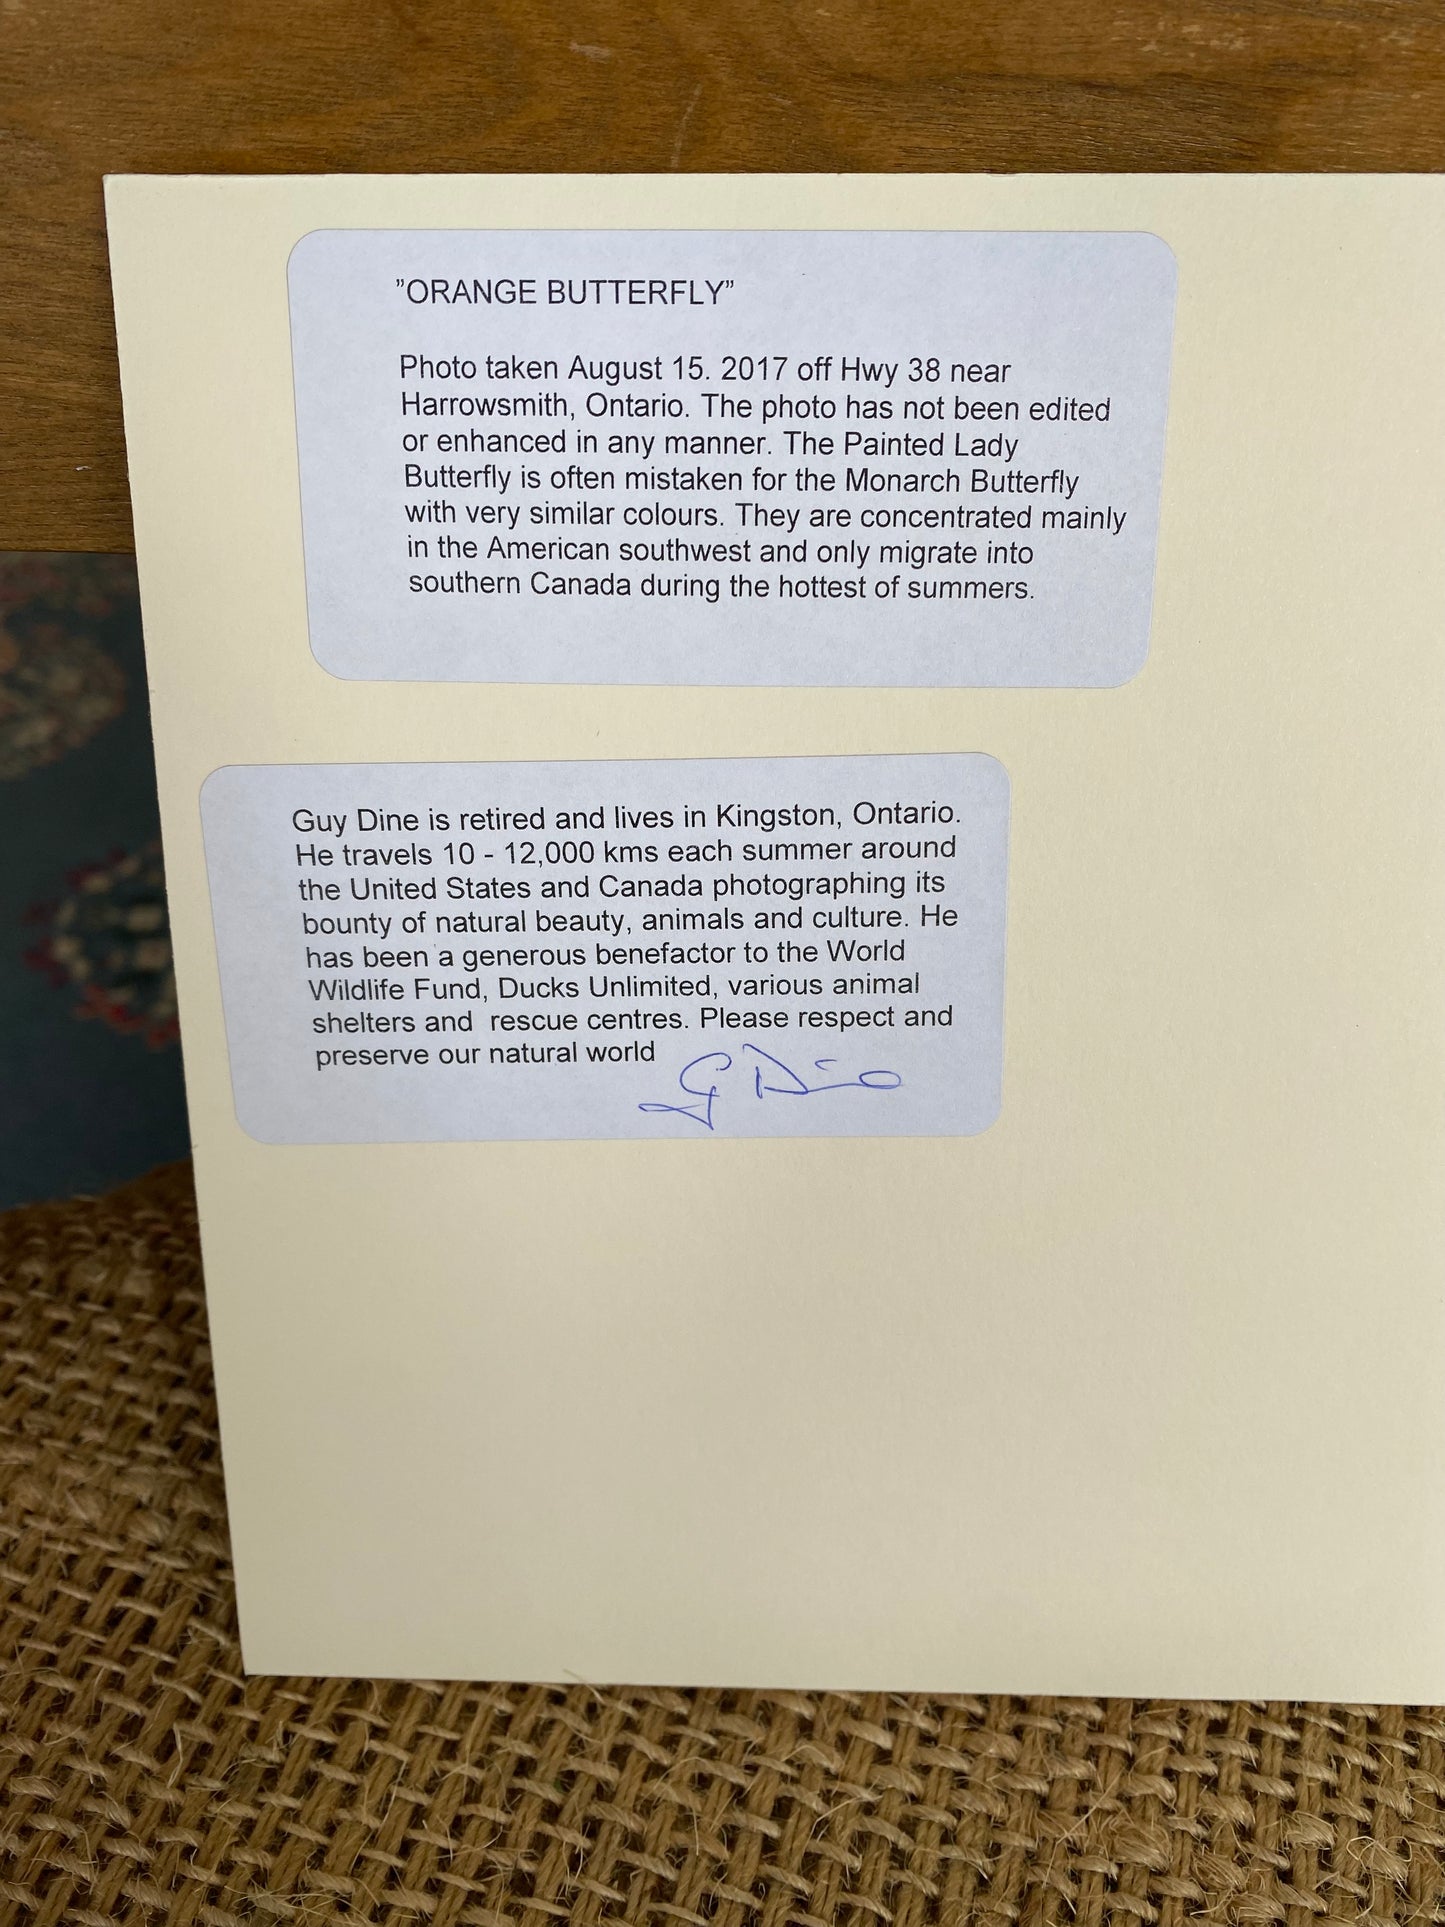 ”ORANGE BUTTERFLY”
Photo taken August 15. 2017 off Hwy 38 near
Harrowsmith, Ontario. The photo has not been edited
or enhanced in any manner. The Painted Lady
Butterfly is often mistaken for the Monarch Butterfly
with very similar colours. They are concentrated mainly
in the American southwest and only migrate into
southern Canada during the hottest of summers.
Guy Dine is retired and lives in Kingston, Ontario.
He travels 10 - 12,000 kms each summer around
the United States and Canada photographing its
bounty of natural beauty, animals and culture. He
has been a generous benefactor to the World
Wildlife Fund, Ducks Unlimited, various animal
shelters and  rescue centres. Please respect and
preserve our natural world
G Dine